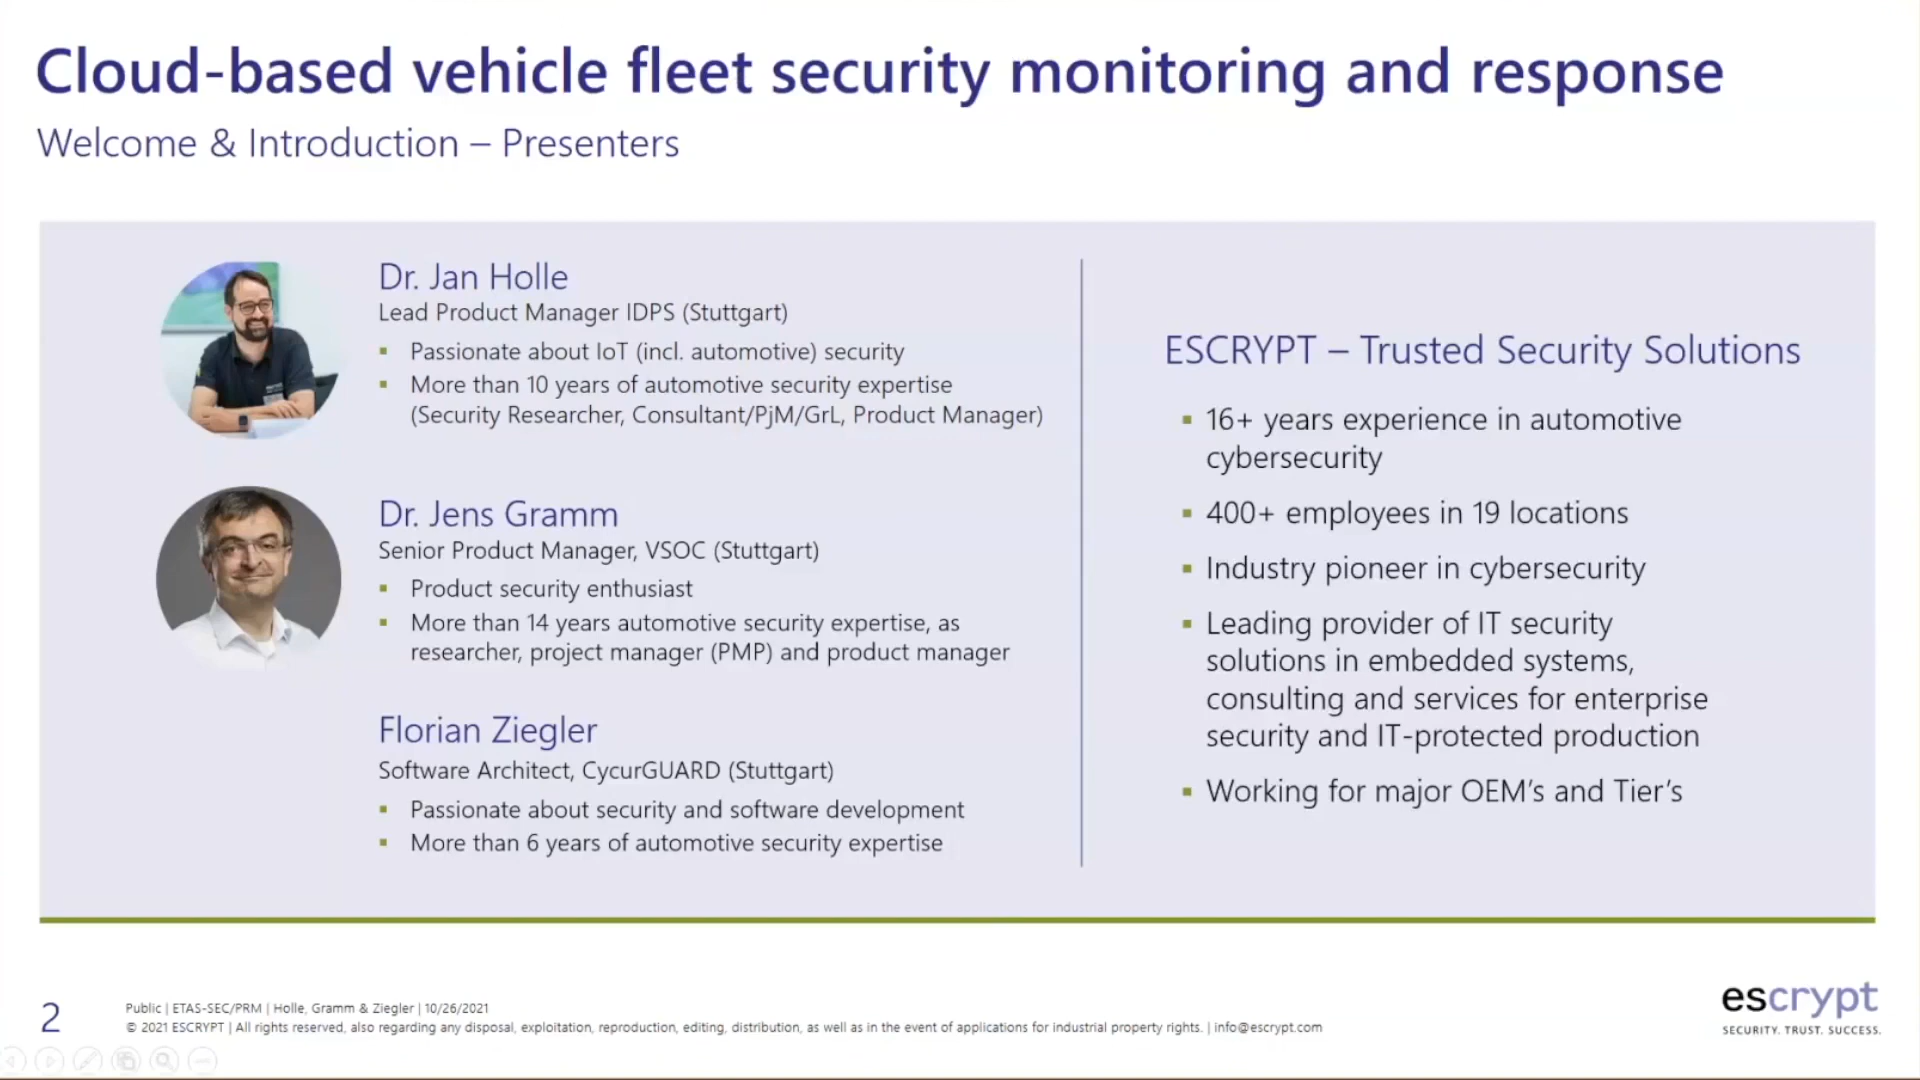 Cloud-based vehicle fleet security monitoring and response
Welcome & Introduction – Presenters
Dr. Jan Holle
Lead Product Manager IDPS (Stuttgart)
▪ Passionate about IoT (incl. automotive) security
▪ More than 10 years of automotive security expertise
(Security Researcher, Consultant/PjM/GrL, Product Manager)
Dr. Jens Gramm
Senior Product Manager, VSOC (Stuttgart)
▪ Product security enthusiast
▪ More than 14 years automotive security expertise, as
researcher, project manager (PMP) and product manager
Florian Ziegler
Software Architect, CycurGUARD (Stuttgart)
▪ Passionate about security and software development
▪ More than 6 years of automotive security expertise
ESCRYPT – Trusted Security Solutions
▪ 16+ years experience in automotive
cybersecurity
▪ 400+ employees in 19 locations
▪ Industry pioneer in cybersecurity
▪ Leading provider of IT security
solutions in embedded systems,
consulting and services for enterprise
security and IT-protected production
▪ Working for major OEM's and Tier's
2
Public | ETAS-SEC/PRM | Holle, Gramm & Ziegler | 10/26/2021
© 2021 ESCRYPT | All rights reserved, also regarding any disposal, exploitation, reproduction, editing, distribution, as well as in the event of applications for industrial property rights. | info@escrypt.com
escrypt
SECURITY. TRUST. SUCCESS.